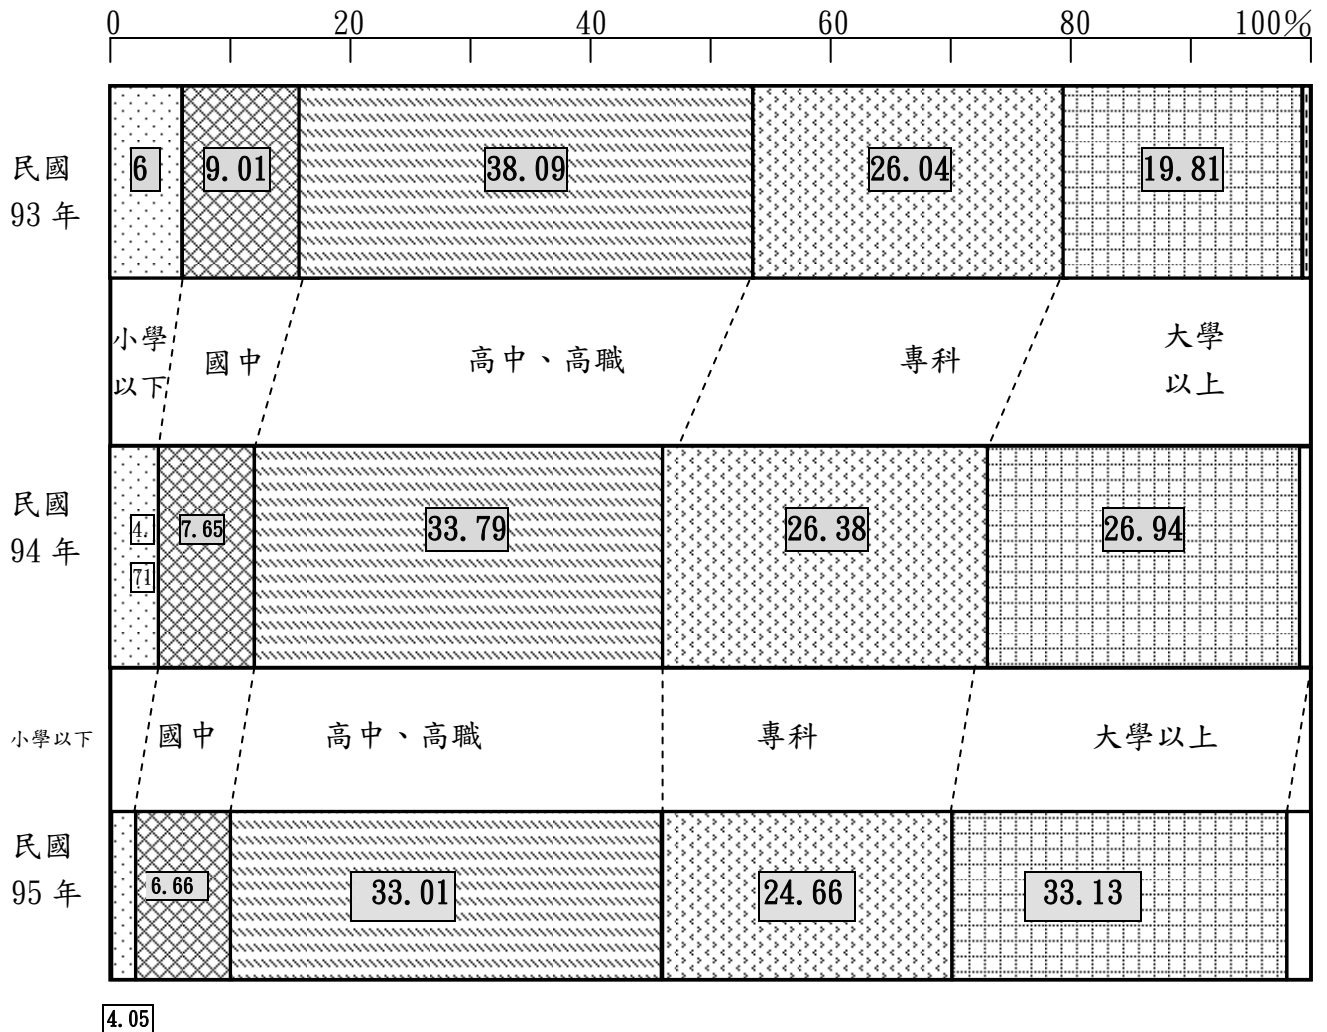 0 20 40 60 80 100%
6 9.01 38.09 26.04 19.81
民國
93 年
小學
以下
國中
高中、高職
專科
大學
以上
民國
94 年
4.
71
7.65 33.79 26.38 26.94
小學以下 國中 高中、高職 專科 大學以上
民國
95 年
6.66 33.01 24.66 33.13
4.05